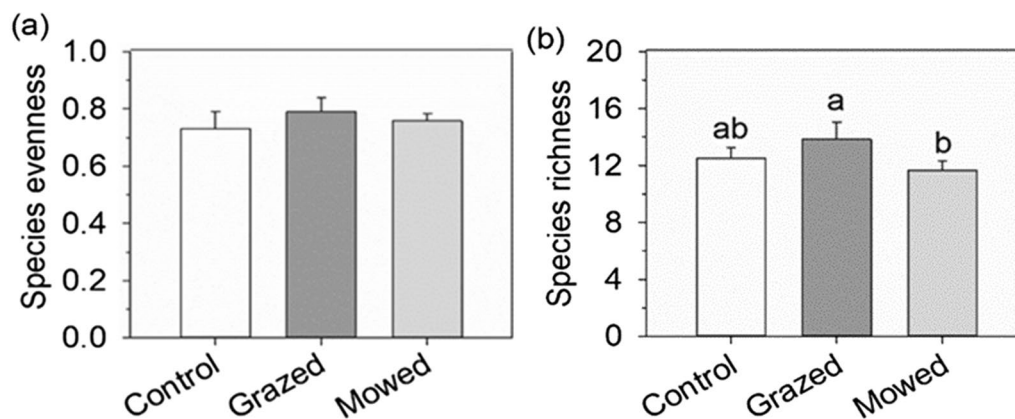 (a)
Species evenness
1.0
0.8
0.6
0.4
0.2
0.0
Control
Grazed
Mowed
(b)
Species richness
20
16
12
8
4
0
ab
a
b
Control
Grazed
Mowed